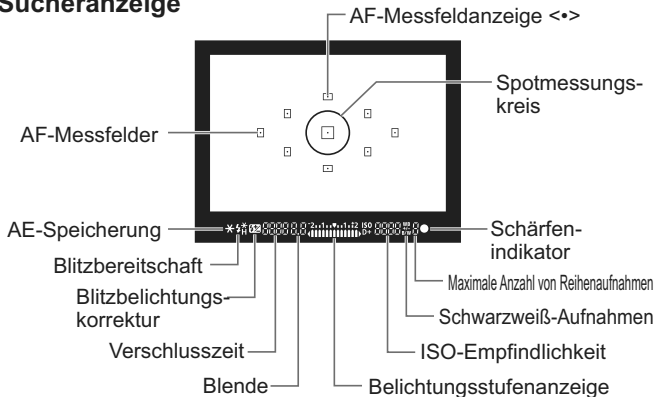 Sucheranzeige
AF-Messfeldanzeige <•>
Spotmessungs-
kreis
AF-Messfelder
AE-Speicherung
Schärfen-
indikator
Blitzbereitschaft
Maximale Anzahl von Reihenaufnahmen
Blitzbelichtungs-
korrektur
Schwarzweiß-Aufnahmen
Verschlusszeit
ISO-Empfindlichkeit
Blende
Belichtungsstufenanzeige